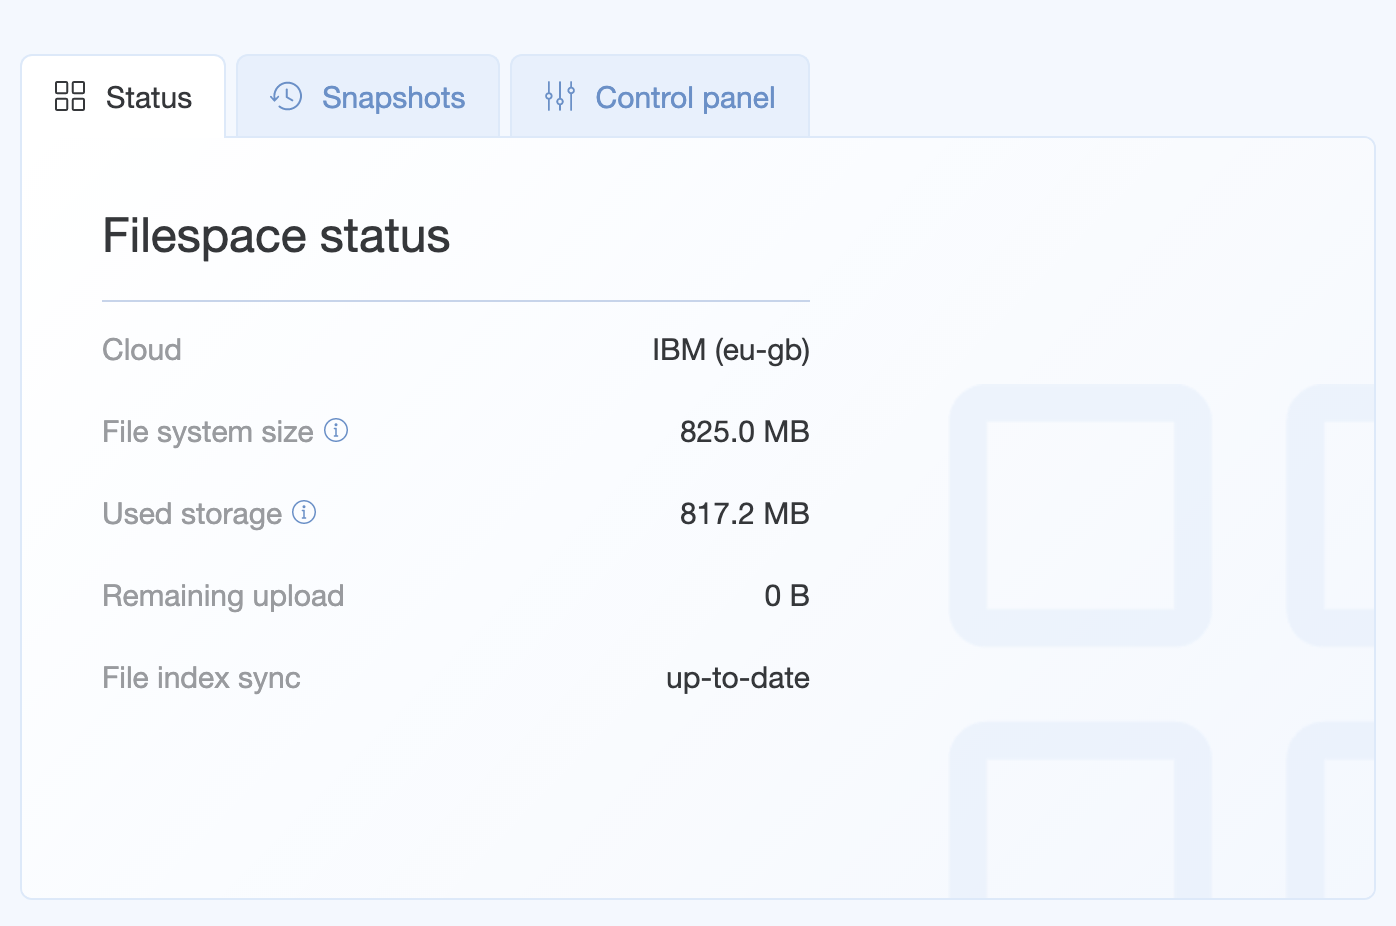 Status
Snapshots
Control panel
Filespace status
Cloud IBM (eu-gb)
File system size 825.0 MB
Used storage 817.2 MB
Remaining upload 0 B
File index sync up-to-date